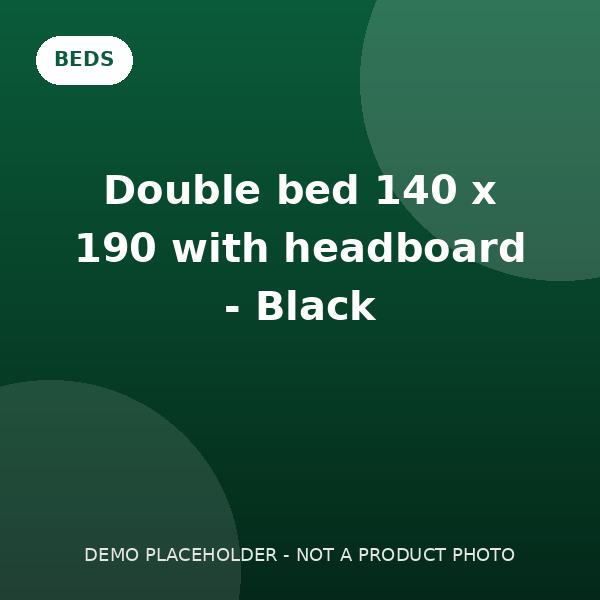 BEDS
Double bed 140 x
190 with headboard
- Black
DEMO PLACEHOLDER - NOT A PRODUCT PHOTO